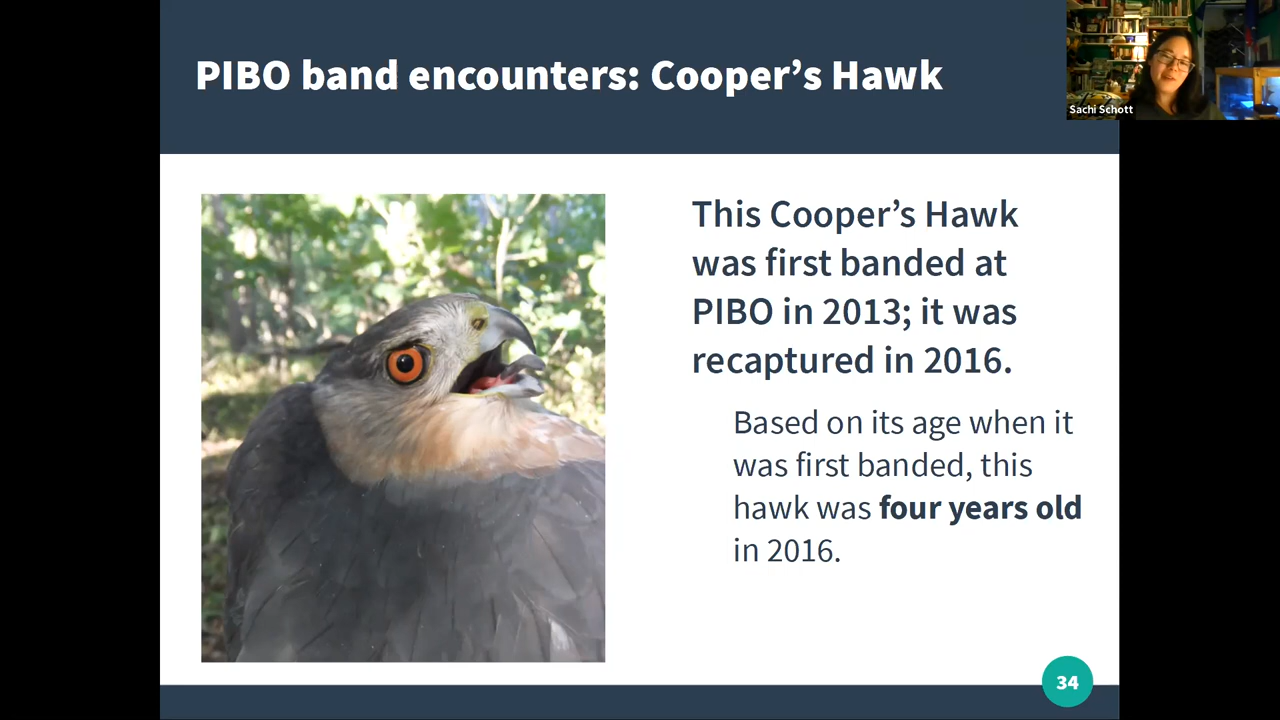 PIBO band encounters: Cooper’s Hawk
Sachi Schott
This Cooper’s Hawk
was first banded at
PIBO in 2013; it was
recaptured in 2016.
Based on its age when it
was first banded, this
hawk was four years old
in 2016.
34